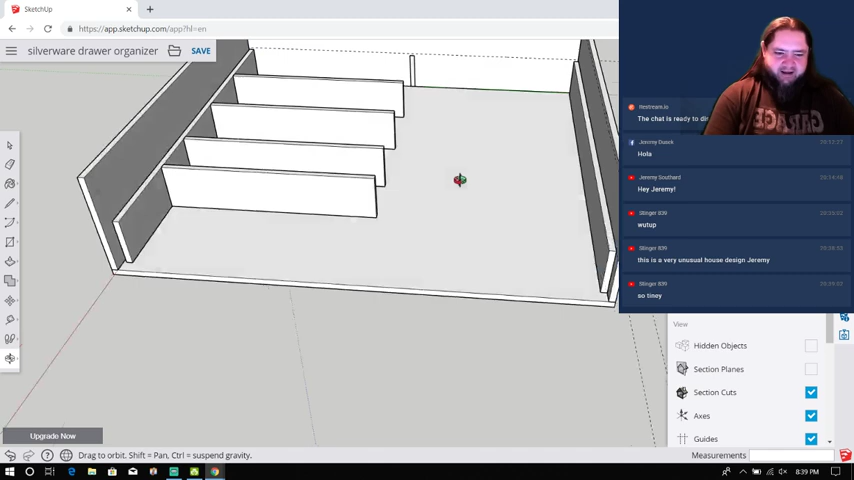 SketchUp
https://app.sketchup.com/app?hl=en
silverware drawer organizer
SAVE
GARAGE
Restream.io
The chat is ready to di
Jeremy Dueck
Hola
Jeremy Southard
Hey Jeremy!
Stinger 839
wutup
Stinger 839
this is a very unusual house design Jeremy
Stinger 839
so tiney
View
Hidden Objects
Section Planes
Section Cuts
Axes
Guides
Upgrade Now
Drag to orbit. Shift = Pan, Ctrl = suspend gravity.
Measurements
8:39 PM